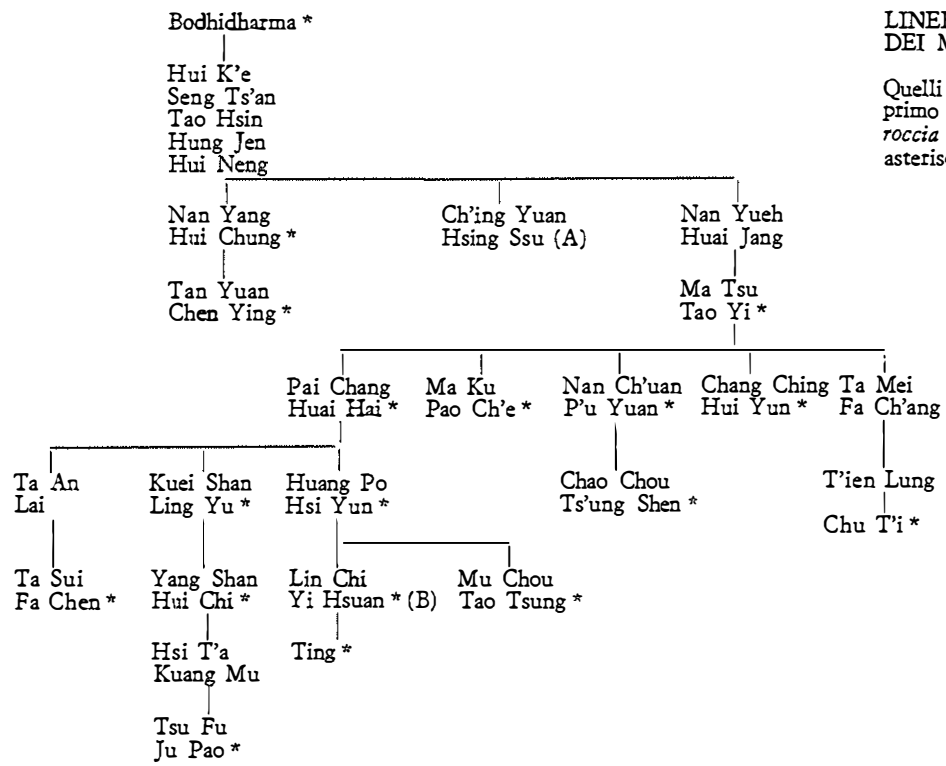 Bodhidharma *
Hui K'e
Seng Ts'an
Tao Hsin
Hung Jen
Hui Neng
Quelli
primo
roccia
Nan Yang
Hui Chung *
Ch'ing Yuan
Hsing Ssu (A)
Nan Yueh
Huai Jang
Tan Yuan
Chen Ying *
Ma Tsu
Tao Yi *
Pai Chang
Huai Hai *
Ma Ku
Pao Ch'e *
Nan Ch'uan
P'u Yuan *
Chang Ching
Hui Yun *
Ta Mei
Fa Ch'ang
Ta An
Lai
Kuei Shan
Ling Yu *
Huang Po
Hsi Yun *
Chao Chou
Ts'ung Shen *
T'ien Lung
Chu T'i *
Ta Sui
Fa Chen *
Yang Shan
Hui Chi *
Lin Chi
Yi Hsuan * (B)
Mu Chou
Tao Tsung *
Hsi T'a
Kuang Mu
Ting *
Tsu Fu
Ju Pao *